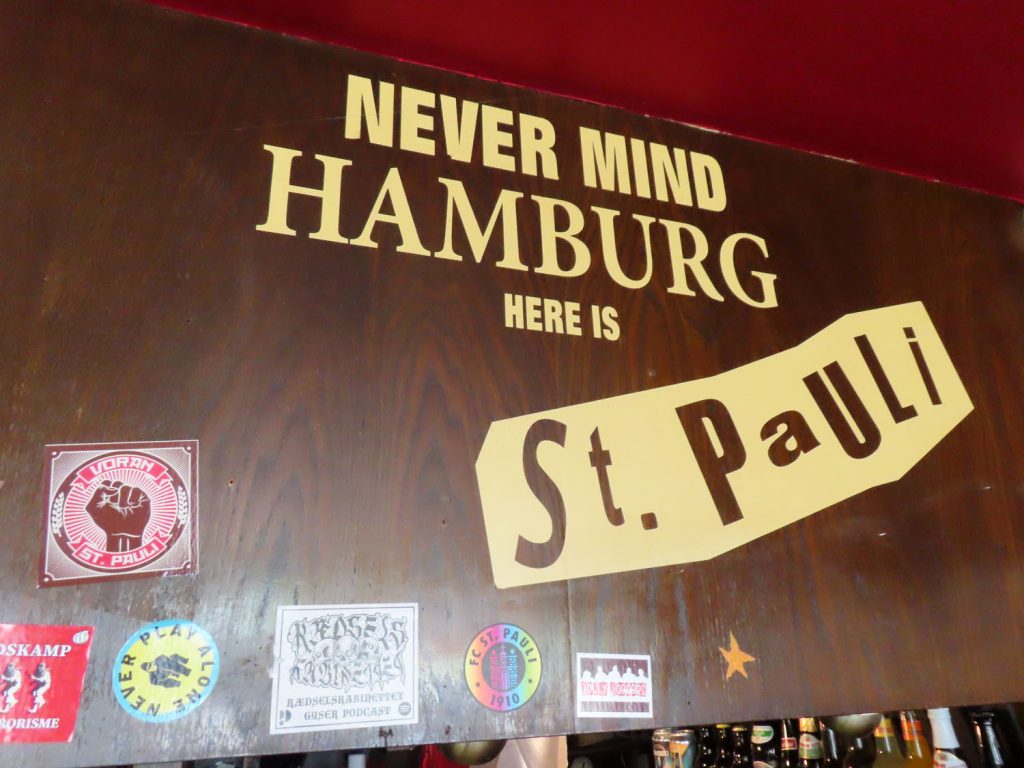 NEVER MIND
HAMBURG
HERE IS
St. PaULi
VORAN
ST. PAULI
NEVER PLAY ALONE
RÆDSELSKABINETTET
GYSER PODCAST
FC ST. PAULI
1910